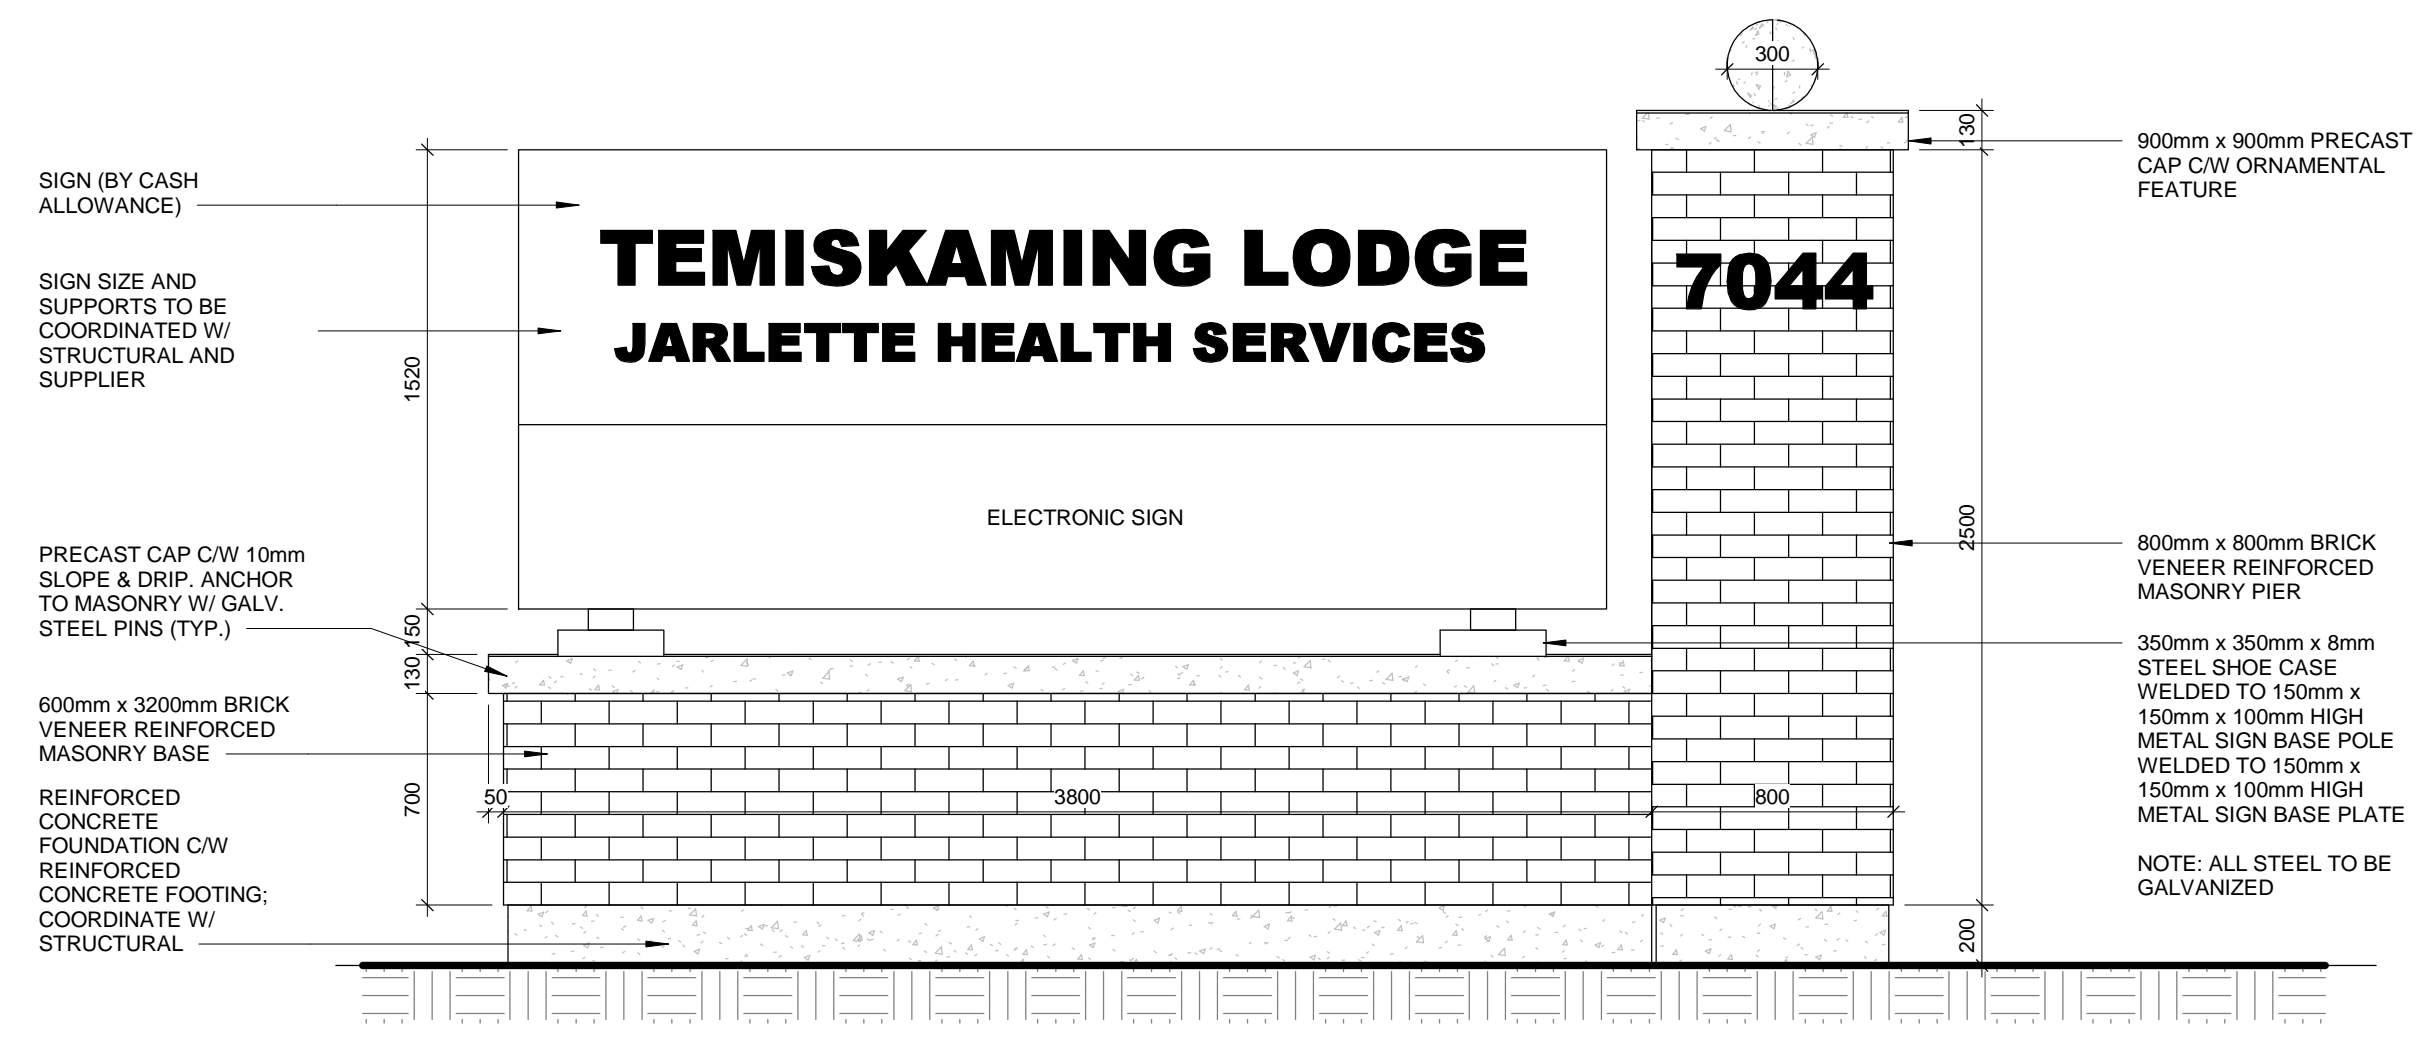 300
130
900mm x 900mm PRECAST
CAP C/W ORNAMENTAL
FEATURE
SIGN (BY CASH
ALLOWANCE)
TEMISKAMING LODGE
JARLETTE HEALTH SERVICES
7044
SIGN SIZE AND
SUPPORTS TO BE
COORDINATED W/
STRUCTURAL AND
SUPPLIER
1520
ELECTRONIC SIGN
2500
PRECAST CAP C/W 10mm
SLOPE & DRIP. ANCHOR
TO MASONRY W/ GALV.
STEEL PINS (TYP.)
150
130
800mm x 800mm BRICK
VENEER REINFORCED
MASONRY PIER
350mm x 350mm x 8mm
STEEL SHOE CASE
WELDED TO 150mm x
150mm x 100mm HIGH
METAL SIGN BASE POLE
WELDED TO 150mm x
150mm x 100mm HIGH
METAL SIGN BASE PLATE
600mm x 3200mm BRICK
VENEER REINFORCED
MASONRY BASE
700
50
3800
800
REINFORCED
CONCRETE
FOUNDATION C/W
REINFORCED
CONCRETE FOOTING;
COORDINATE W/
STRUCTURAL
NOTE: ALL STEEL TO BE
GALVANIZED
200